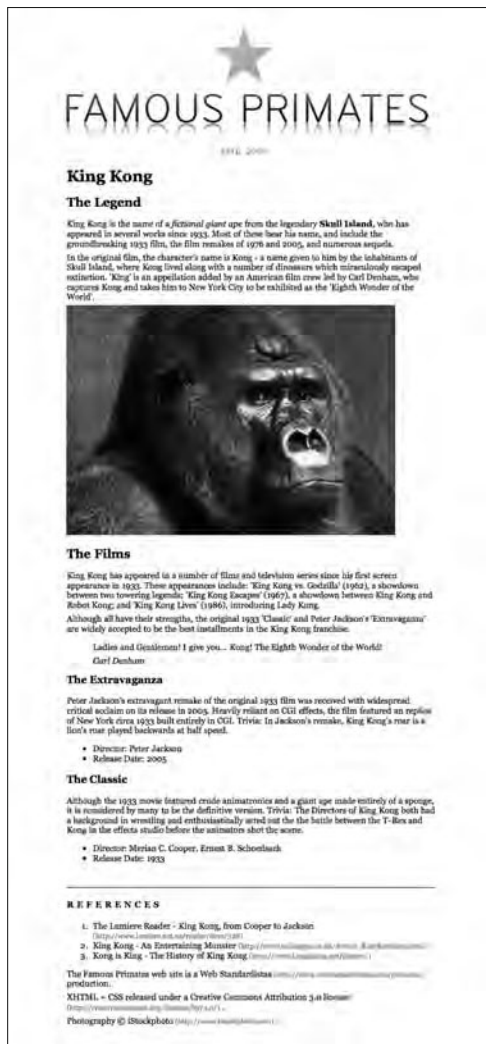 FAMOUS PRIMATES
King Kong
The Legend
King Kong is the name of a fictional giant ape from the legendary Skull Island, who has
appeared in several works since 1933. Most of these bear his name, and include the
groundbreaking 1933 film, the film remakes of 1976 and 2005, and numerous sequels.
In the original film, the character's name is Kong - a name given to him by the inhabitants of
Skull Island, where Kong lived along with a number of dinosaurs which miraculously escaped
extinction. 'King' is an appellation added by an American film crew led by Carl Denham, who
captures Kong and takes him to New York City to be exhibited as the 'Eighth Wonder of the
World'.
The Films
King Kong has appeared in a number of films and television series since his first screen
appearance in 1933. These appearances include: 'King Kong vs. Godzilla' (1962), a showdown
between two towering legends; 'King Kong Escapes' (1967), a showdown between King Kong and
Robot Kong; and 'King Kong Lives' (1986), introducing Lady Kong.
Although all have their strengths, the original 1933 'Classic' and Peter Jackson's 'Extravaganza'
are widely accepted to be the best installments in the King Kong franchise.
Ladies and Gentlemen! I give you... Kong! The Eighth Wonder of the World!
Carl Denham
The Extravaganza
Peter Jackson's extravagant remake of the original 1933 film was received with widespread
critical acclaim on its release in 2005. Heavily reliant on CGI effects, the film featured an replica
of New York circa 1933 built entirely in CGI. Trivia: In Jackson's remake, King Kong's roar is a
lion's roar played backwards at half speed.
• Director: Peter Jackson
• Release Date: 2005
The Classic
Although the 1933 movie featured crude animatronics and a giant ape made entirely of a sponge,
it is considered by many to be the definitive version. Trivia: The Directors of King Kong both had
a background in wrestling and enthusiastically acted out the the battle between the T-Rex and
Kong in the effects studio before the animators shot the scene.
• Director: Merian C. Cooper, Ernest B. Schoedsack
• Release Date: 1933
REFERENCES
1. The Lumiere Reader - King Kong, from Cooper to Jackson
2. King Kong - An Entertaining Monster
3. Kong is King - The History of King Kong
The Famous Primates web site is a Web Standardistas
production.
XHTML + CSS released under a Creative Commons Attribution 3.0 license
Photography © iStockphoto